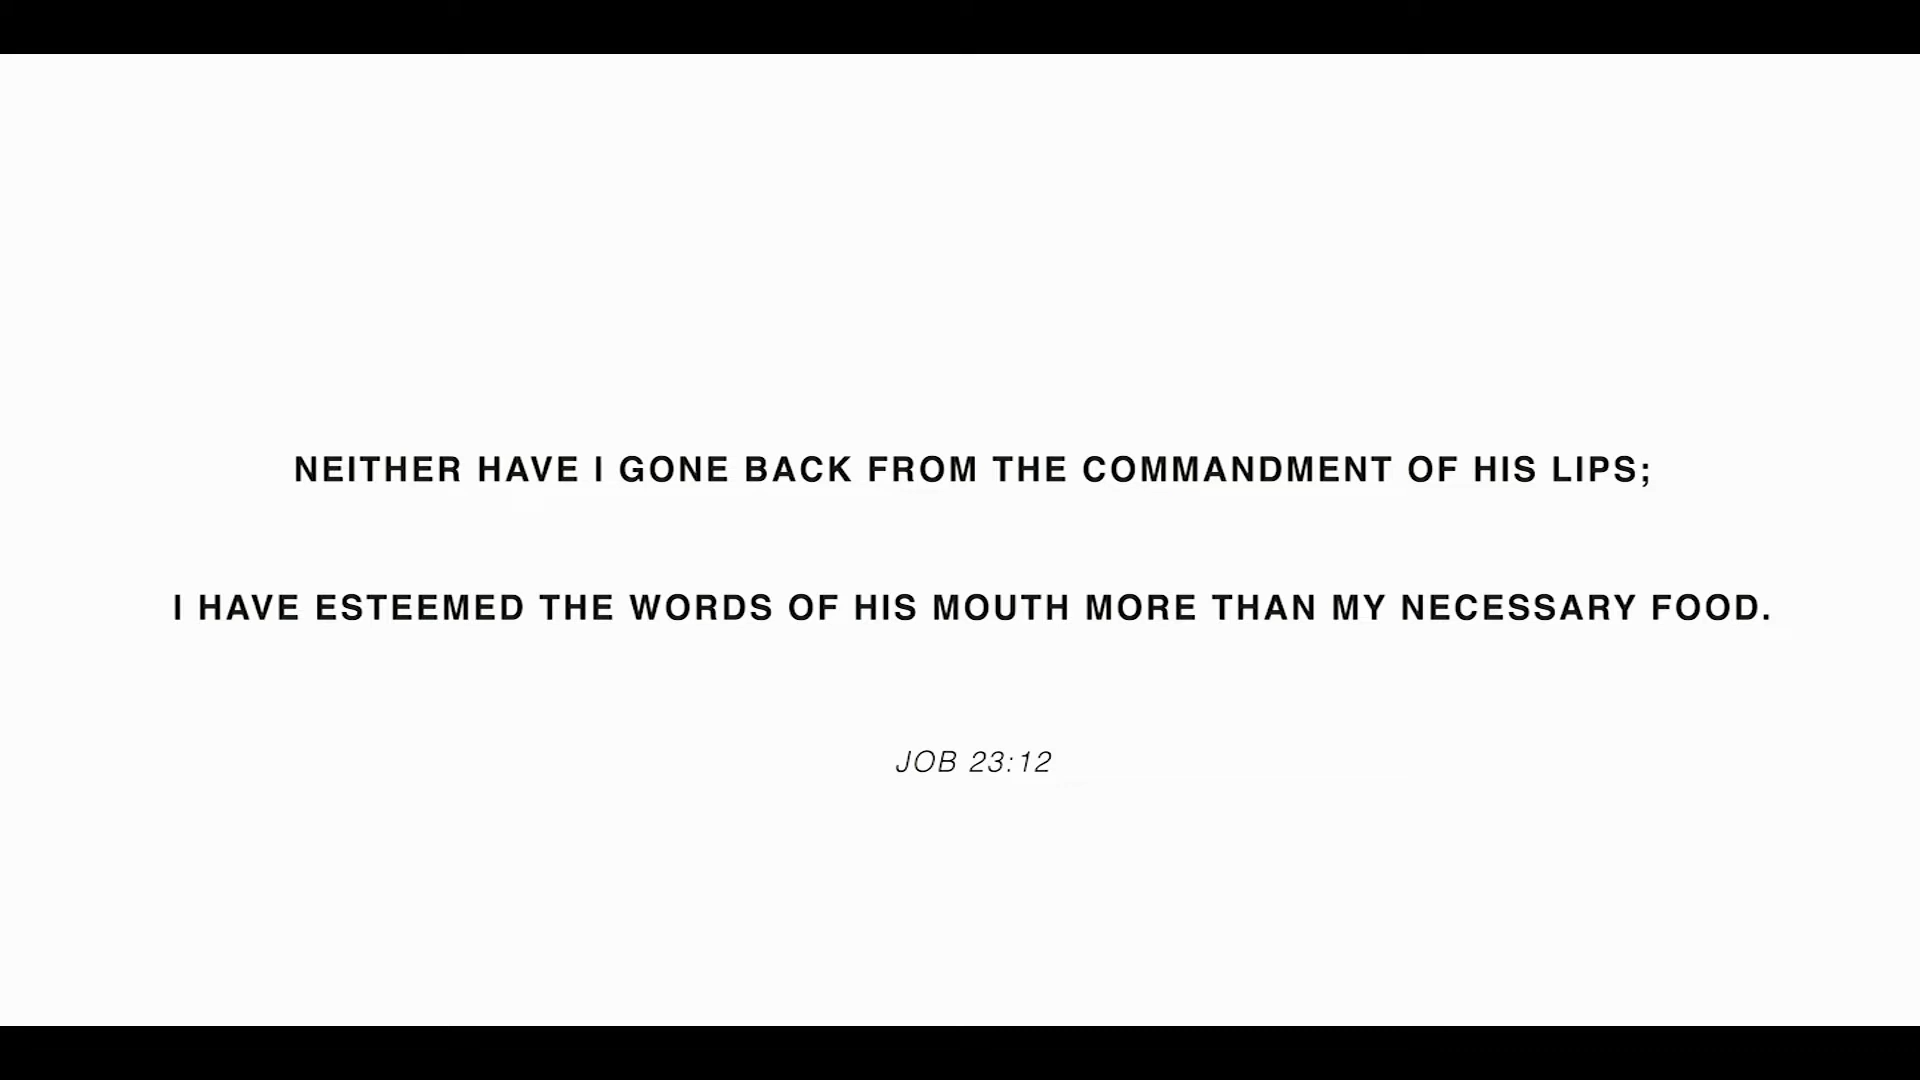 NEITHER HAVE I GONE BACK FROM THE COMMANDMENT OF HIS LIPS;
I HAVE ESTEEMED THE WORDS OF HIS MOUTH MORE THAN MY NECESSARY FOOD.
JOB 23:12